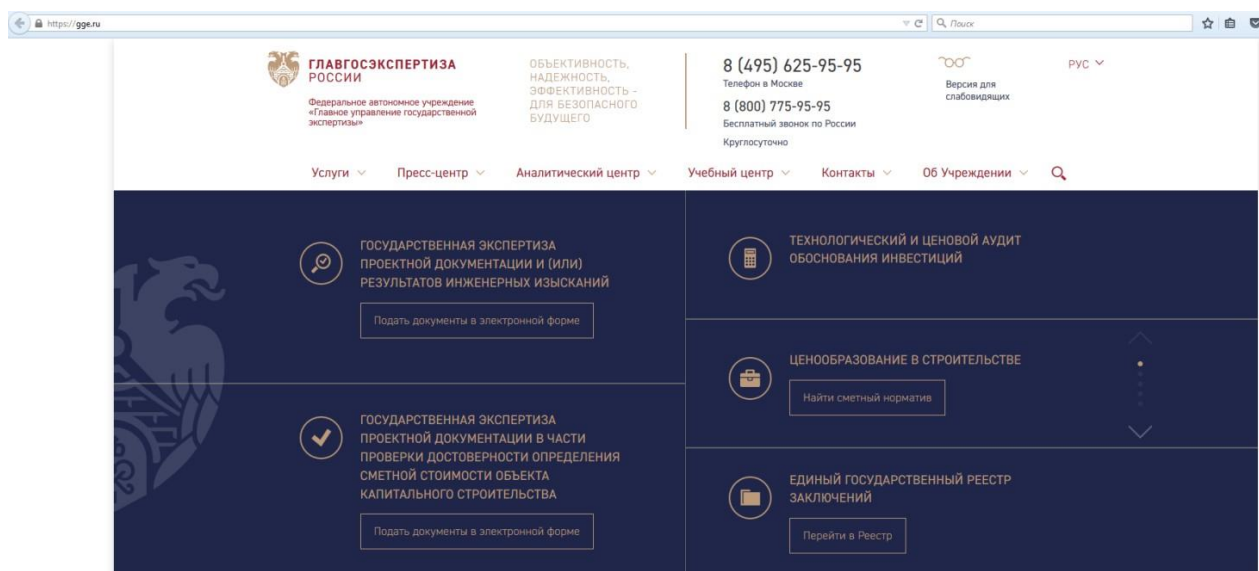 https://gge.ru
Поиск
ГЛАВГОСЭКСПЕРТИЗА
РОССИИ
Федеральное автономное учреждение
«Главное управление государственной
экспертизы»
ОБЪЕКТИВНОСТЬ,
НАДЕЖНОСТЬ,
ЭФФЕКТИВНОСТЬ –
ДЛЯ БЕЗОПАСНОГО
БУДУЩЕГО
8 (495) 625-95-95
Телефон в Москве
8 (800) 775-95-95
Бесплатный звонок по России
Круглосуточно
Версия для
слабовидящих
РУС
Услуги
Пресс-центр
Аналитический центр
Учебный центр
Контакты
Об Учреждении
ГОСУДАРСТВЕННАЯ ЭКСПЕРТИЗА
ПРОЕКТНОЙ ДОКУМЕНТАЦИИ И (ИЛИ)
РЕЗУЛЬТАТОВ ИНЖЕНЕРНЫХ ИЗЫСКАНИЙ
Подать документы в электронной форме
ГОСУДАРСТВЕННАЯ ЭКСПЕРТИЗА
ПРОЕКТНОЙ ДОКУМЕНТАЦИИ В ЧАСТИ
ПРОВЕРКИ ДОСТОВЕРНОСТИ ОПРЕДЕЛЕНИЯ
СМЕТНОЙ СТОИМОСТИ ОБЪЕКТА
КАПИТАЛЬНОГО СТРОИТЕЛЬСТВА
Подать документы в электронной форме
ТЕХНОЛОГИЧЕСКИЙ И ЦЕНОВОЙ АУДИТ
ОБОСНОВАНИЯ ИНВЕСТИЦИЙ
ЦЕНООБРАЗОВАНИЕ В СТРОИТЕЛЬСТВЕ
Найти сметный норматив
ЕДИНЫЙ ГОСУДАРСТВЕННЫЙ РЕЕСТР
ЗАКЛЮЧЕНИЙ
Перейти в Реестр